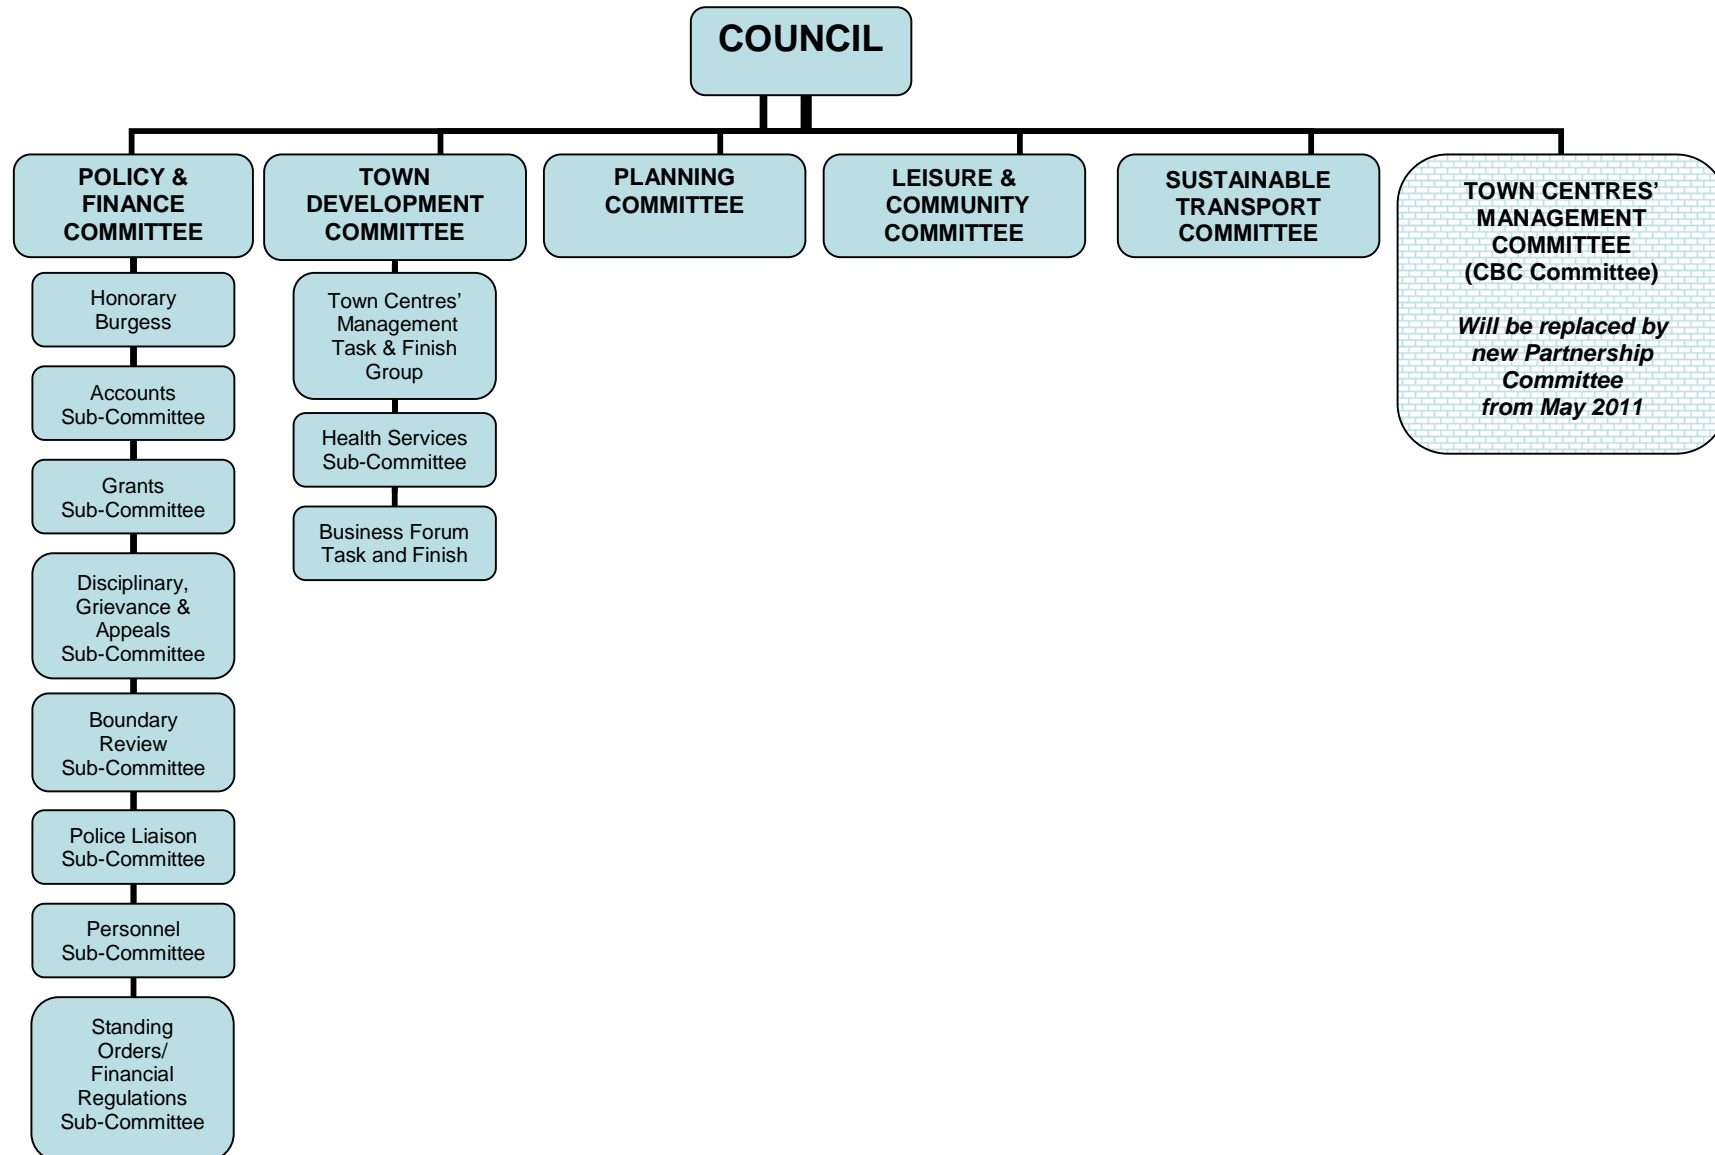 COUNCIL
POLICY &
FINANCE
COMMITTEE
TOWN
DEVELOPMENT
COMMITTEE
PLANNING
COMMITTEE
LEISURE &
COMMUNITY
COMMITTEE
SUSTAINABLE
TRANSPORT
COMMITTEE
TOWN CENTRES’
MANAGEMENT
COMMITTEE
(CBC Committee)
Will be replaced by
new Partnership
Committee
from May 2011
Honorary
Burgess
Accounts
Sub-Committee
Grants
Sub-Committee
Disciplinary,
Grievance &
Appeals
Sub-Committee
Boundary
Review
Sub-Committee
Police Liaison
Sub-Committee
Personnel
Sub-Committee
Standing
Orders/
Financial
Regulations
Sub-Committee
Town Centres’
Management
Task & Finish
Group
Health Services
Sub-Committee
Business Forum
Task and Finish